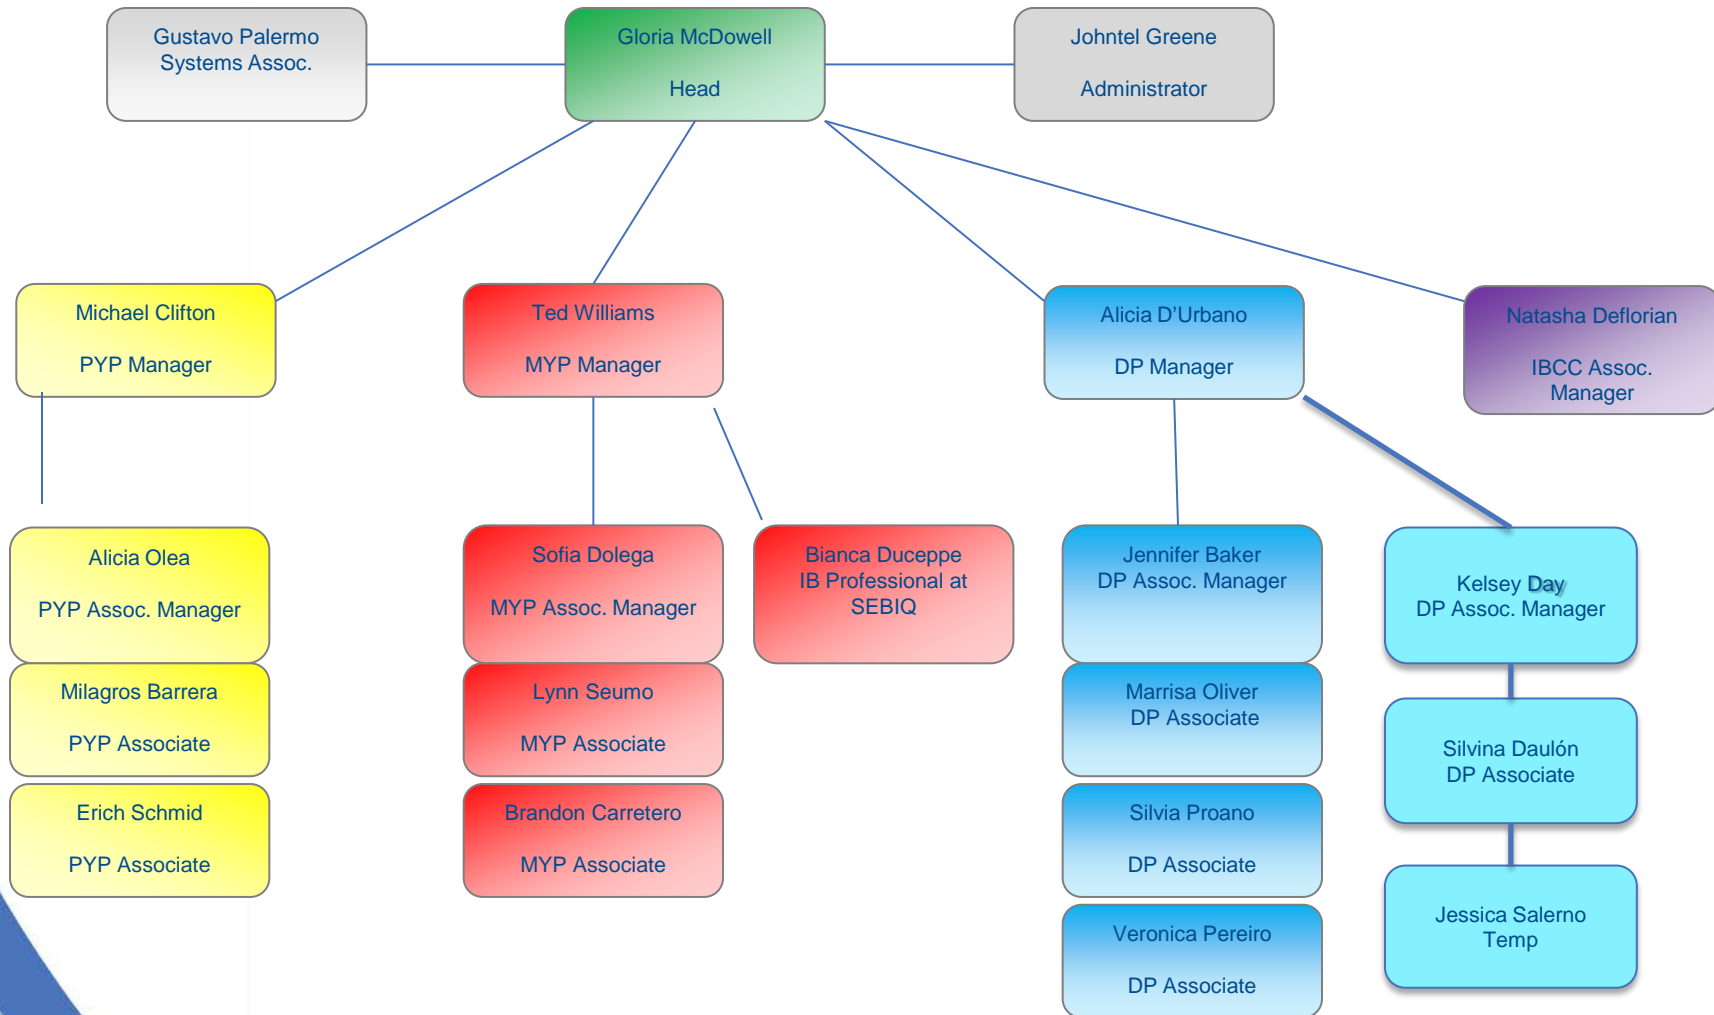 Gustavo Palermo
Systems Assoc.
Gloria McDowell
Head
Johntel Greene
Administrator
Michael Clifton
PYP Manager
Ted Williams
MYP Manager
Alicia D’Urbano
DP Manager
Natasha Deflorian
IBCC Assoc.
Manager
Alicia Olea
PYP Assoc. Manager
Milagros Barrera
PYP Associate
Erich Schmid
PYP Associate
Sofia Dolega
MYP Assoc. Manager
Lynn Seumo
MYP Associate
Brandon Carretero
MYP Associate
Bianca Duceppe
IB Professional at
SEBIQ
Jennifer Baker
DP Assoc. Manager
Marrisa Oliver
DP Associate
Silvia Proano
DP Associate
Veronica Pereiro
DP Associate
Kelsey Day
DP Assoc. Manager
Silvina Daulón
DP Associate
Jessica Salerno
Temp